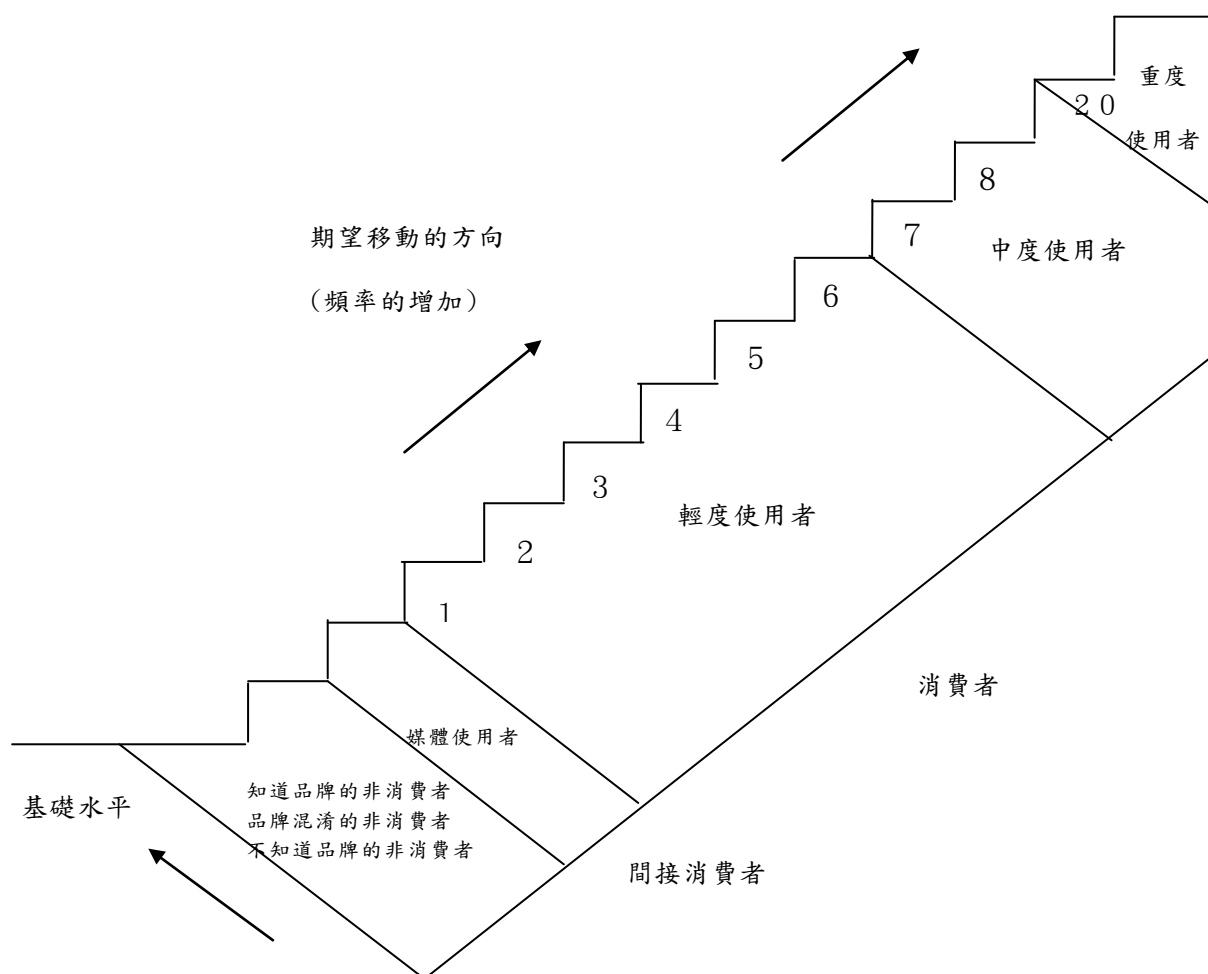 重度
使用者
20
8
7
中度使用者
期望移動的方向
(頻率的增加)
6
5
4
3
輕度使用者
2
1
消費者
媒體使用者
基礎水平
知道品牌的非消費者
品牌混淆的非消費者
不知道品牌的非消費者
間接消費者